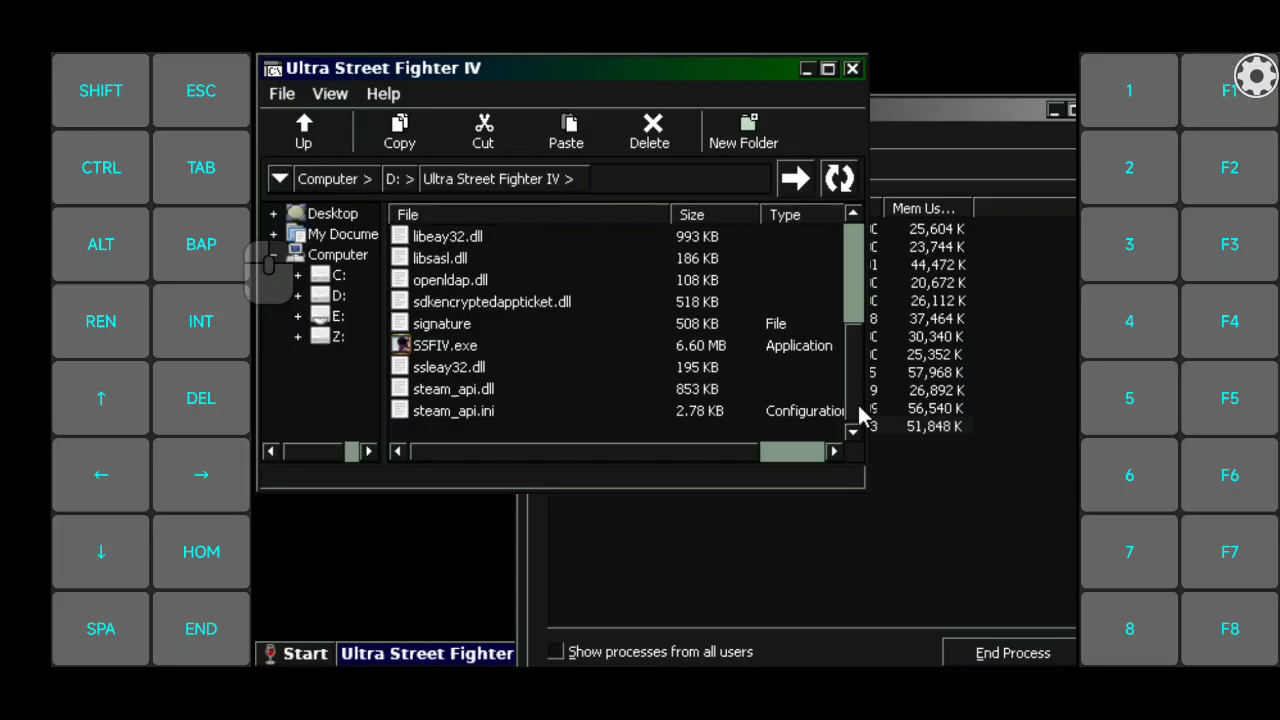 SHIFT
ESC
CTRL
TAB
ALT
BAP
REN
INT
↑
DEL
←
→
↓
HOM
SPA
END
Ultra Street Fighter IV
File View Help
Up Copy Cut Paste Delete New Folder
Computer > D: > Ultra Street Fighter IV >
+ Desktop
+ My Docume
Computer
+ C:
+ D:
+ E:
+ Z:
File Size Type
libeay32.dll 993 KB
libsasl.dll 186 KB
openldap.dll 108 KB
sdkencryptedappticket.dll 518 KB
signature 508 KB File
SSFIV.exe 6.60 MB Application
ssleay32.dll 195 KB
steam_api.dll 853 KB
steam_api.ini 2.78 KB Configuratio
Mem Us...
25,604 K
23,744 K
44,472 K
20,672 K
26,112 K
37,464 K
30,340 K
25,352 K
57,968 K
26,892 K
56,540 K
51,848 K
Start Ultra Street Fighter
Show processes from all users End Process
1 F1
2 F2
3 F3
4 F4
5 F5
6 F6
7 F7
8 F8